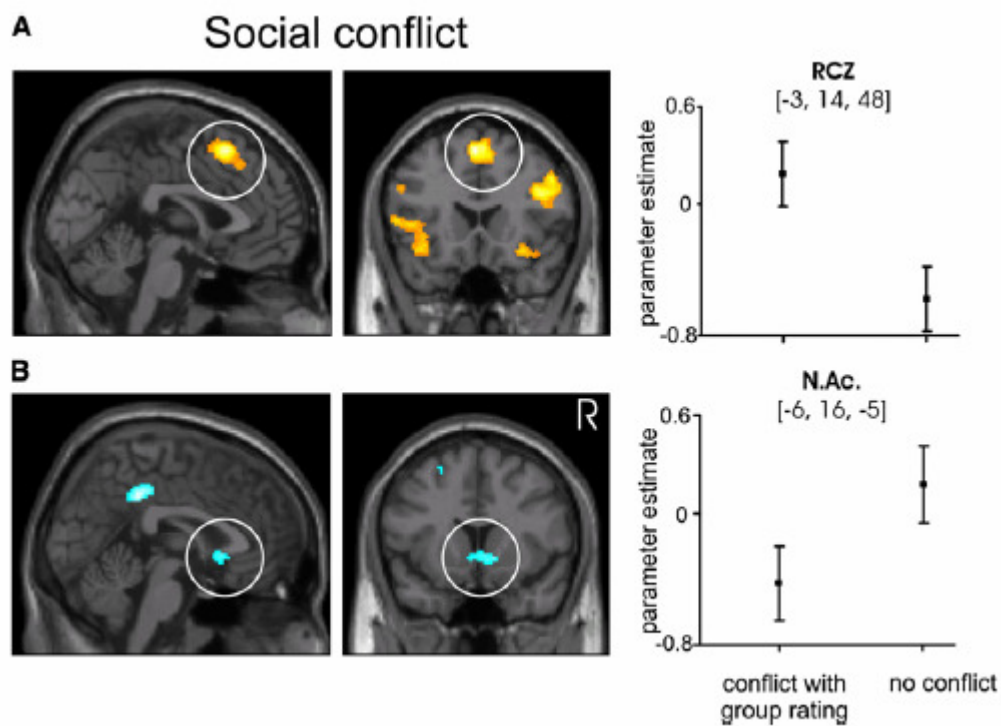 A
Social conflict
RCZ
[-3, 14, 48]
0.6
0
-0.8
parameter estimate
B
R
N.Ac.
[-6, 16, -5]
0.6
0
-0.8
parameter estimate
conflict with
group rating
no conflict